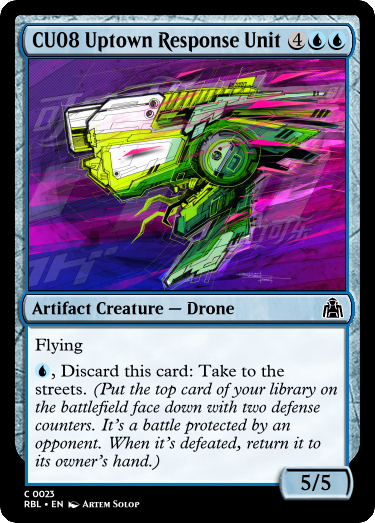 CU08 Uptown Response Unit 4
Artifact Creature — Drone
Flying
, Discard this card: Take to the
streets. (Put the top card of your library on
the battlefield face down with two defense
counters. It's a battle protected by an
opponent. When it's defeated, return it to
its owner's hand.)
5/5
C 0023
RBL • EN Artem Solop